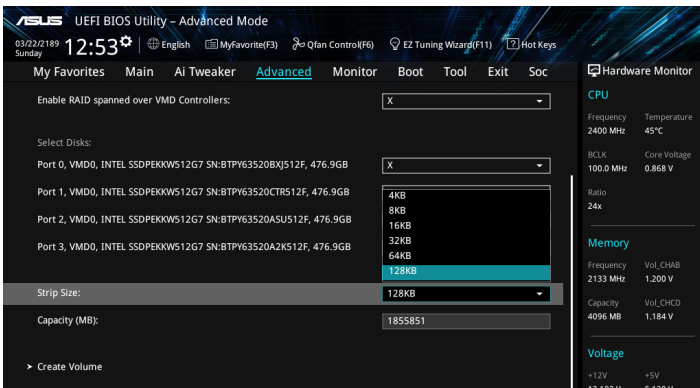 ASUS UEFI BIOS Utility – Advanced Mode
03/22/2189 Sunday 12:53 English MyFavorite(F3) Qfan Control(F6) EZ Tuning Wizard(F11) ? Hot Keys
My Favorites Main Ai Tweaker Advanced Monitor Boot Tool Exit Soc
Enable RAID spanned over VMD Controllers: X
Select Disks:
Port 0, VMD0, INTEL SSDPEKKW512G7 SN:BTPY63520BXJ512F, 476.9GB X
Port 1, VMD0, INTEL SSDPEKKW512G7 SN:BTPY63520CTR512F, 476.9GB
Port 2, VMD0, INTEL SSDPEKKW512G7 SN:BTPY63520ASU512F, 476.9GB
Port 3, VMD0, INTEL SSDPEKKW512G7 SN:BTPY63520A2K512F, 476.9GB
4KB
8KB
16KB
32KB
64KB
128KB
Strip Size: 128KB
Capacity (MB): 1855851
> Create Volume
Hardware Monitor
CPU
Frequency Temperature
2400 MHz 45°C
BCLK Core Voltage
100.0 MHz 0.868 V
Ratio
24x
Memory
Frequency Vol_CHAB
2133 MHz 1.200 V
Capacity Vol_CHCD
4096 MB 1.184 V
Voltage
+12V +5V